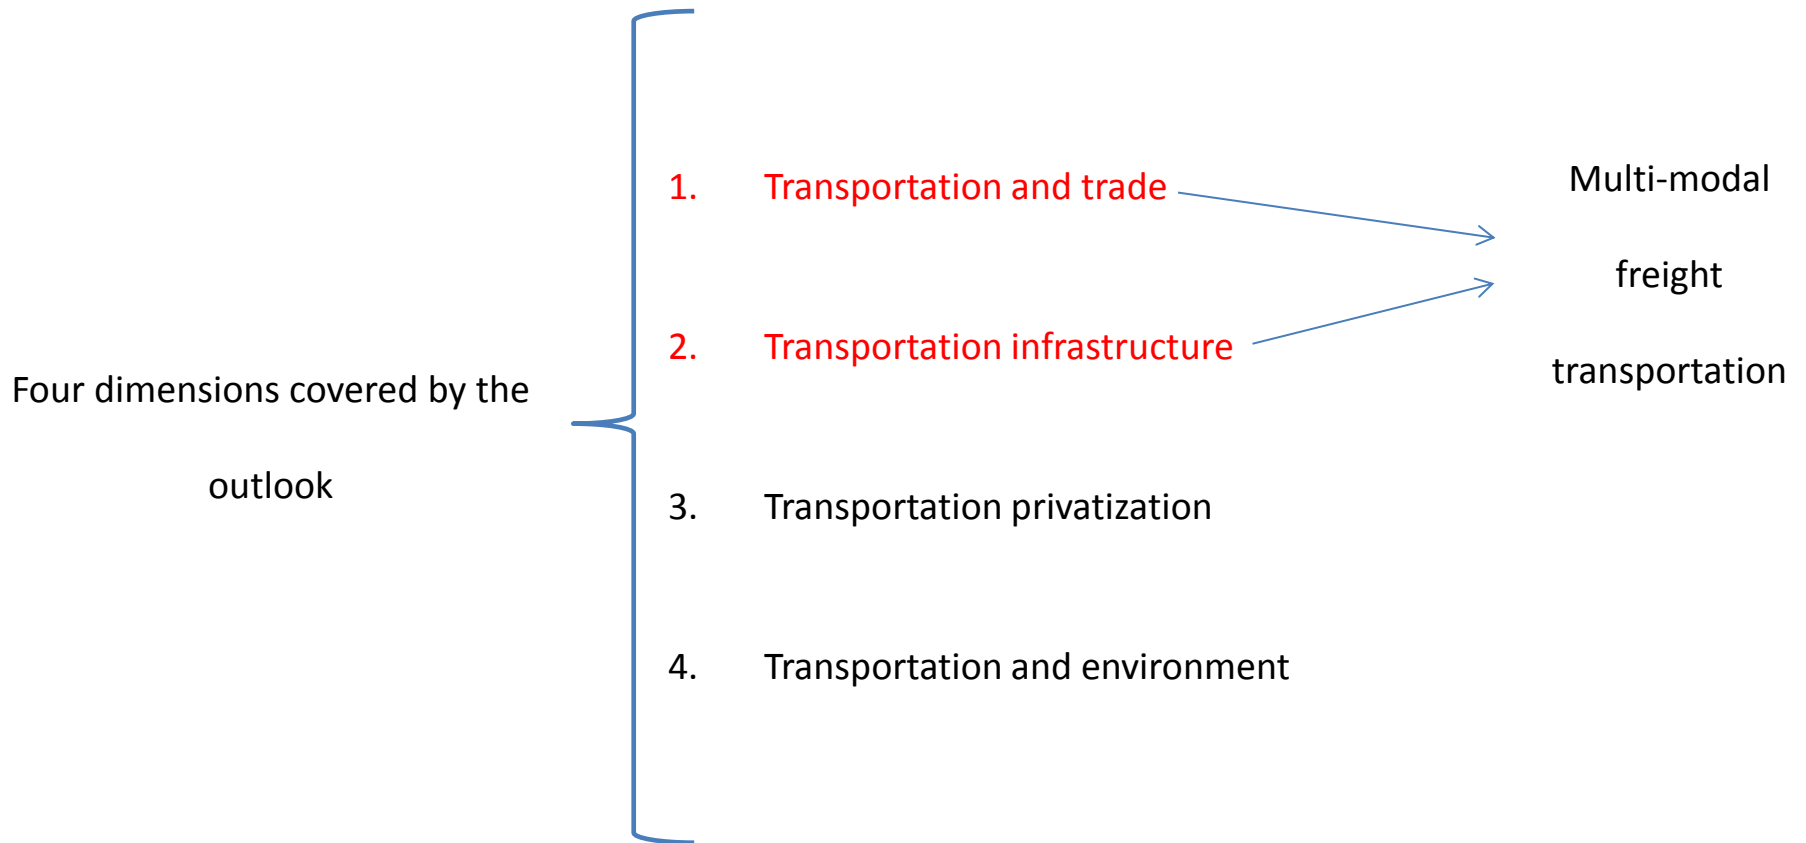 Four dimensions covered by the
outlook
1. Transportation and trade
2. Transportation infrastructure
3. Transportation privatization
4. Transportation and environment
Multi-modal
freight
transportation